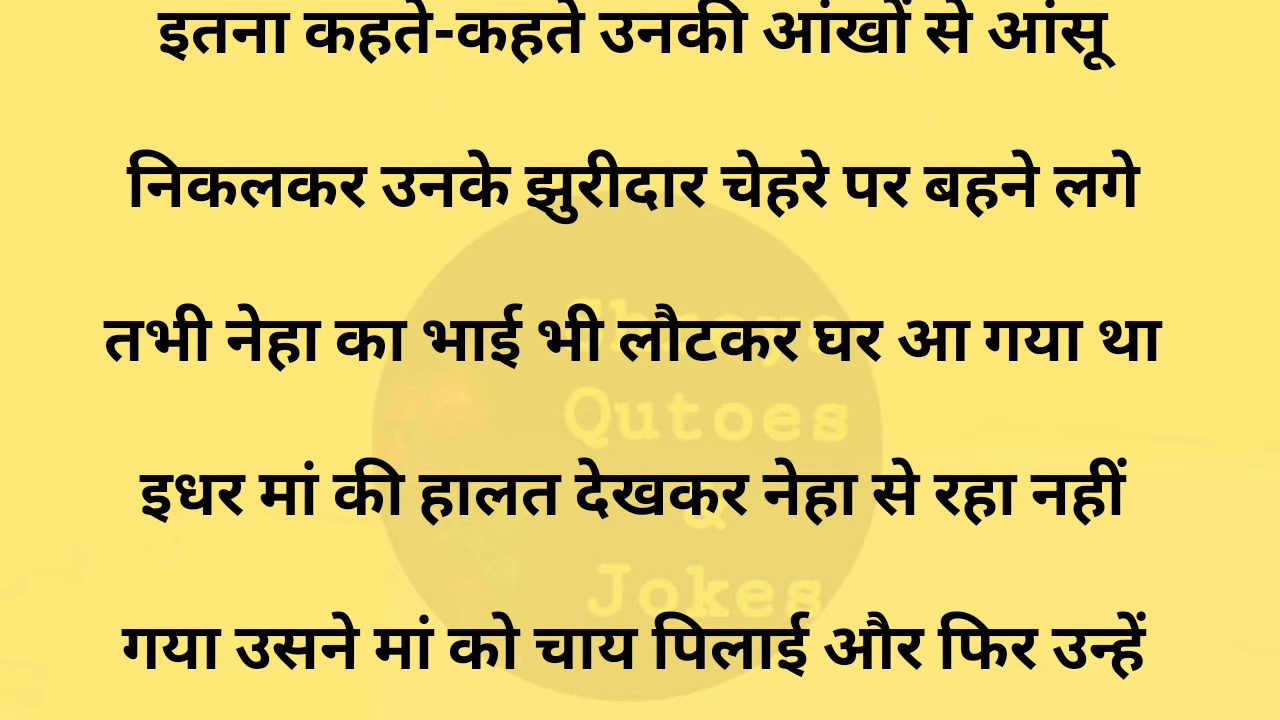 इतना कहते-कहते उनकी आंखों से आंसू
निकलकर उनके झुरीदार चेहरे पर बहने लगे
तभी नेहा का भाई भी लौटकर घर आ गया था
Qutoes
इधर मां की हालत देखकर नेहा से रहा नहीं
&
Jokes
गया उसने मां को चाय पिलाई और फिर उन्हें